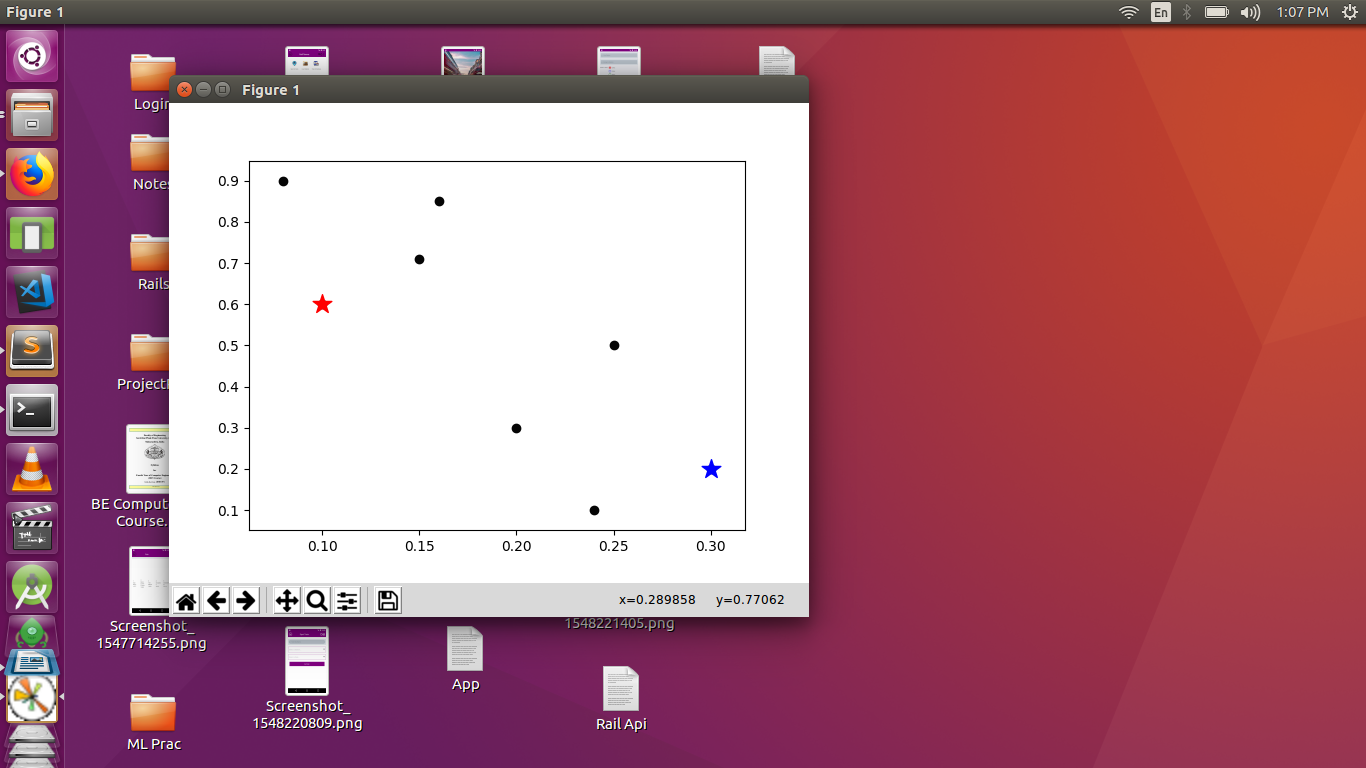 Figure 1
En
1:07 PM
Login
Notes
Rails
Project
BE Comput
Course.
Screenshot_
1547714255.png
ML Prac
Figure 1
0.9
0.8
0.7
0.6
0.5
0.4
0.3
0.2
0.1
0.10 0.15 0.20 0.25 0.30
x=0.289858 y=0.77062
1548221405.png
Screenshot_
1548220809.png
App
Rail Api